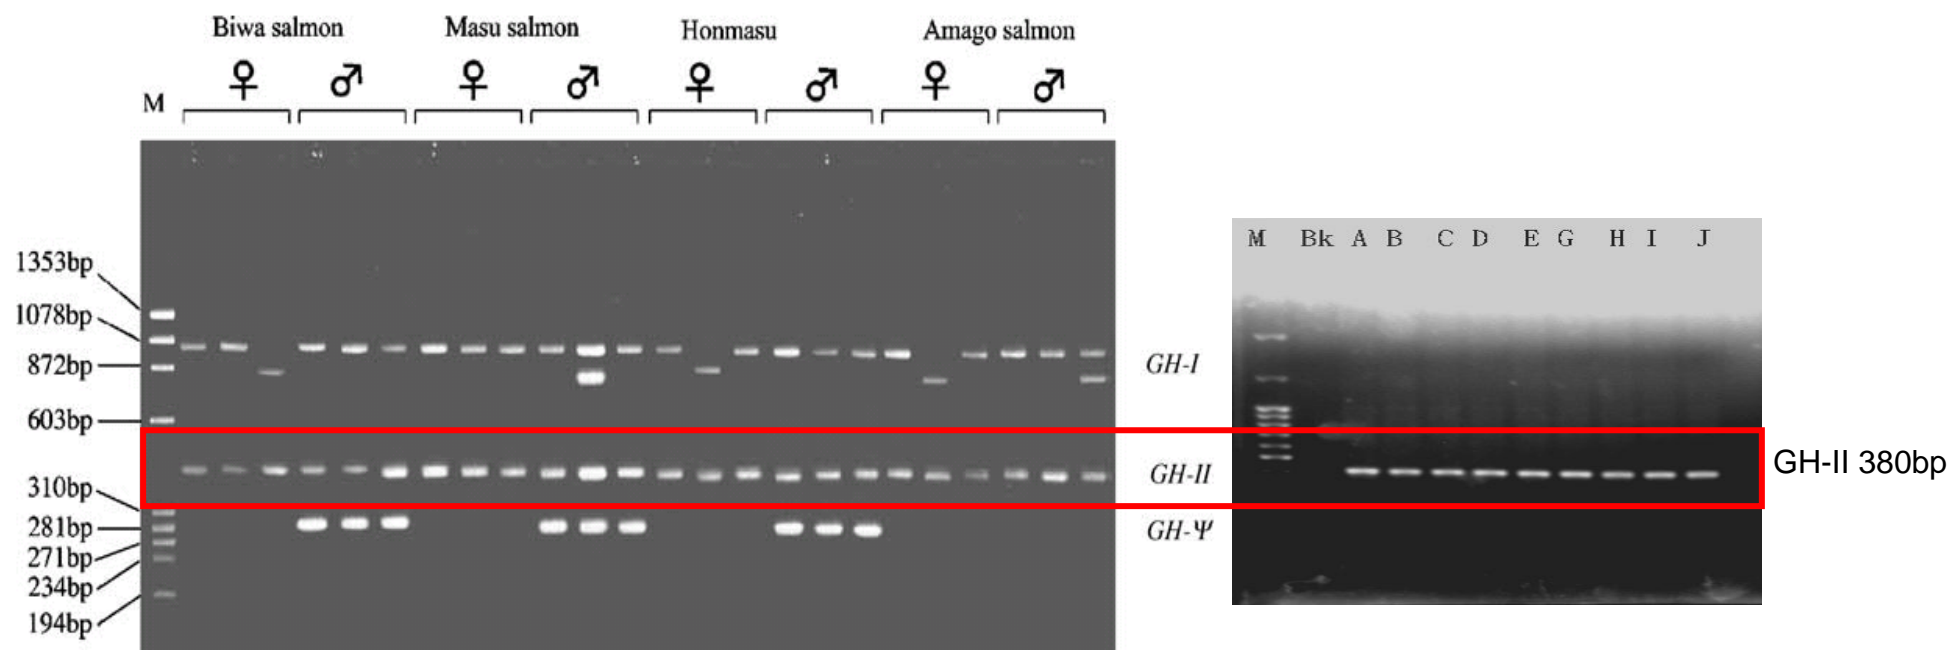 Biwa salmon Masu salmon Honmasu Amago salmon
♀ ♂ ♀ ♂ ♀ ♂ ♀ ♂
M
1353bp
1078bp
872bp
603bp
310bp
281bp
271bp
234bp
194bp
GH-I
GH-II
GH-Ψ
M Bk A B C D E G H I J
GH-II 380bp